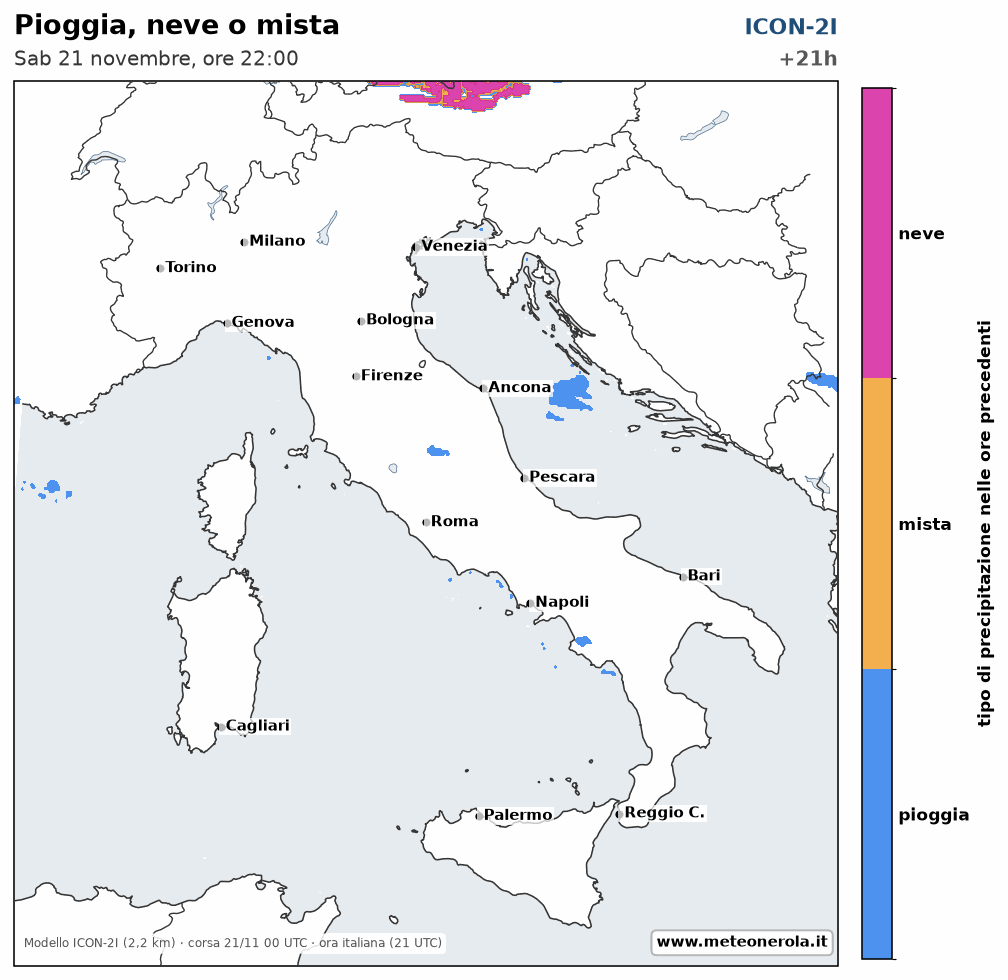 Pioggia, neve o mista
ICON-2I
Sab 21 novembre, ore 22:00
+21h
Milano
Venezia
Torino
Genova
Bologna
Firenze
Ancona
Pescara
Roma
Bari
Napoli
Cagliari
Palermo
Reggio C.
Modello ICON-2I (2,2 km) · corsa 21/11 00 UTC · ora italiana (21 UTC)
www.meteonerola.it
neve
mista
pioggia
tipo di precipitazione nelle ore precedenti